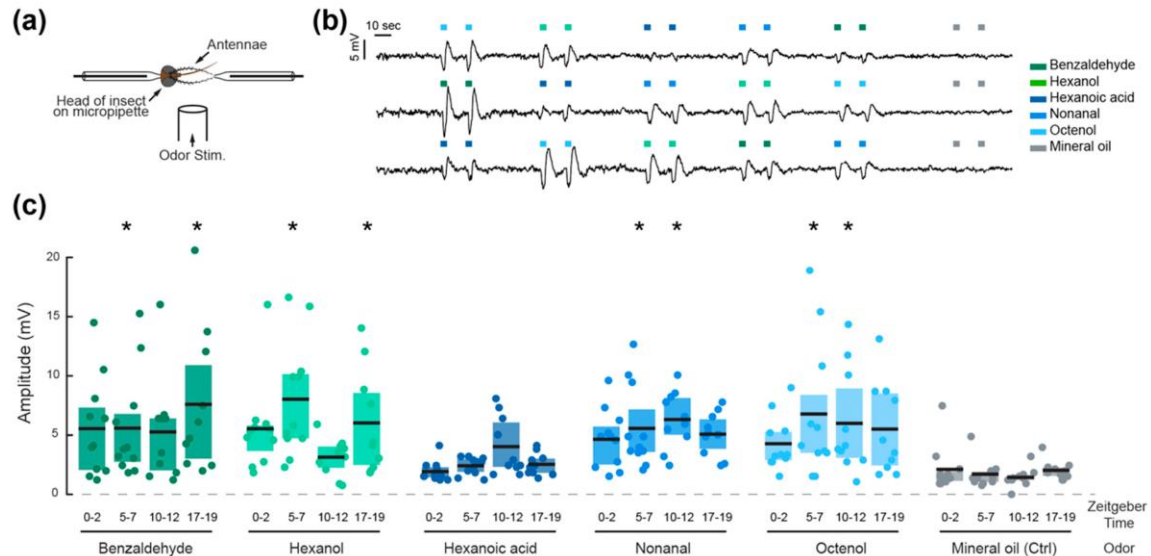 (a)
Antennae
Head of insect
on micropipette
Odor Stim.
(b)
10 sec
5 mV
Benzaldehyde
Hexanol
Hexanoic acid
Nonanal
Octenol
Mineral oil
(c)
* * * * * * * *
Amplitude (mV)
20
15
10
5
0
0-2 5-7 10-12 17-19 0-2 5-7 10-12 17-19 0-2 5-7 10-12 17-19 0-2 5-7 10-12 17-19 0-2 5-7 10-12 17-19 0-2 5-7 10-12 17-19
Zeitgeber
Time
Benzaldehyde Hexanol Hexanoic acid Nonanal Octenol Mineral oil (Ctrl) Odor